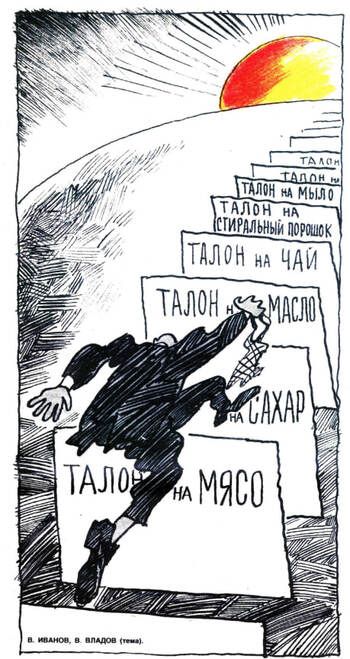 ТАЛОН
ТАЛОН НА
ТАЛОН НА МЫЛО
ТАЛОН НА
СТИРАЛЬНЫЙ ПОРОШОК
ТАЛОН НА ЧАЙ
ТАЛОН Н МАСЛО
НА САХАР
ТАЛОН НА МЯСО
В. ИВАНОВ, В. ВЛАДОВ (тема).